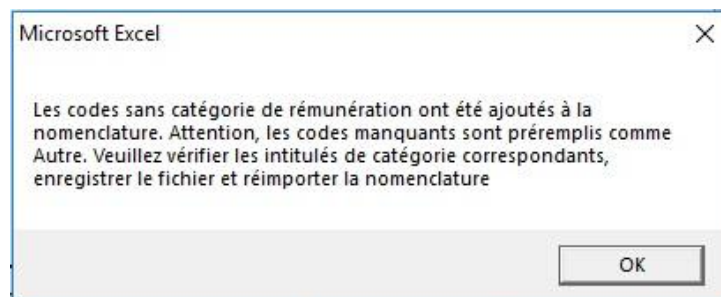 Microsoft Excel
Les codes sans catégorie de rémunération ont été ajoutés à la
nomenclature. Attention, les codes manquants sont préremplis comme
Autre. Veuillez vérifier les intitulés de catégorie correspondants,
enregistrer le fichier et réimporter la nomenclature
OK